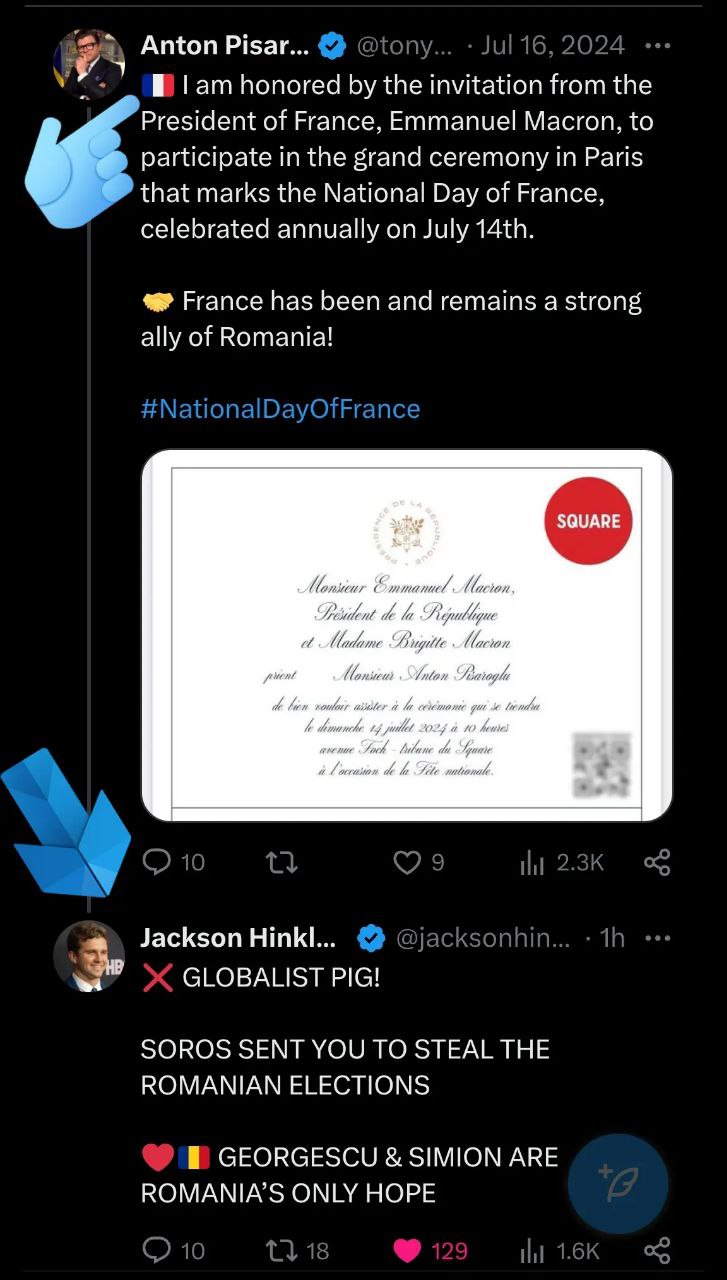 Anton Pisar... @tony... · Jul 16, 2024
🇫🇷 I am honored by the invitation from the
President of France, Emmanuel Macron, to
participate in the grand ceremony in Paris
that marks the National Day of France,
celebrated annually on July 14th.
🤝 France has been and remains a strong
ally of Romania!
#NationalDayOfFrance
PRÉSIDENCE DE LA RÉPUBLIQUE
SQUARE
Monsieur Emmanuel Macron,
Président de la République
et Madame Brigitte Macron
prient Monsieur Anton Pisaroglu
de bien vouloir assister à la cérémonie qui se tiendra
le dimanche 14 juillet 2024 à 10 heures
avenue Foch - tribune du Square
à l'occasion de la Fête nationale.
10 9 2.3K
Jackson Hinkl... @jacksonhin... · 1h
HB
❌ GLOBALIST PIG!
SOROS SENT YOU TO STEAL THE
ROMANIAN ELECTIONS
❤️🇷🇴 GEORGESCU & SIMION ARE
ROMANIA'S ONLY HOPE
10 18 129 1.6K